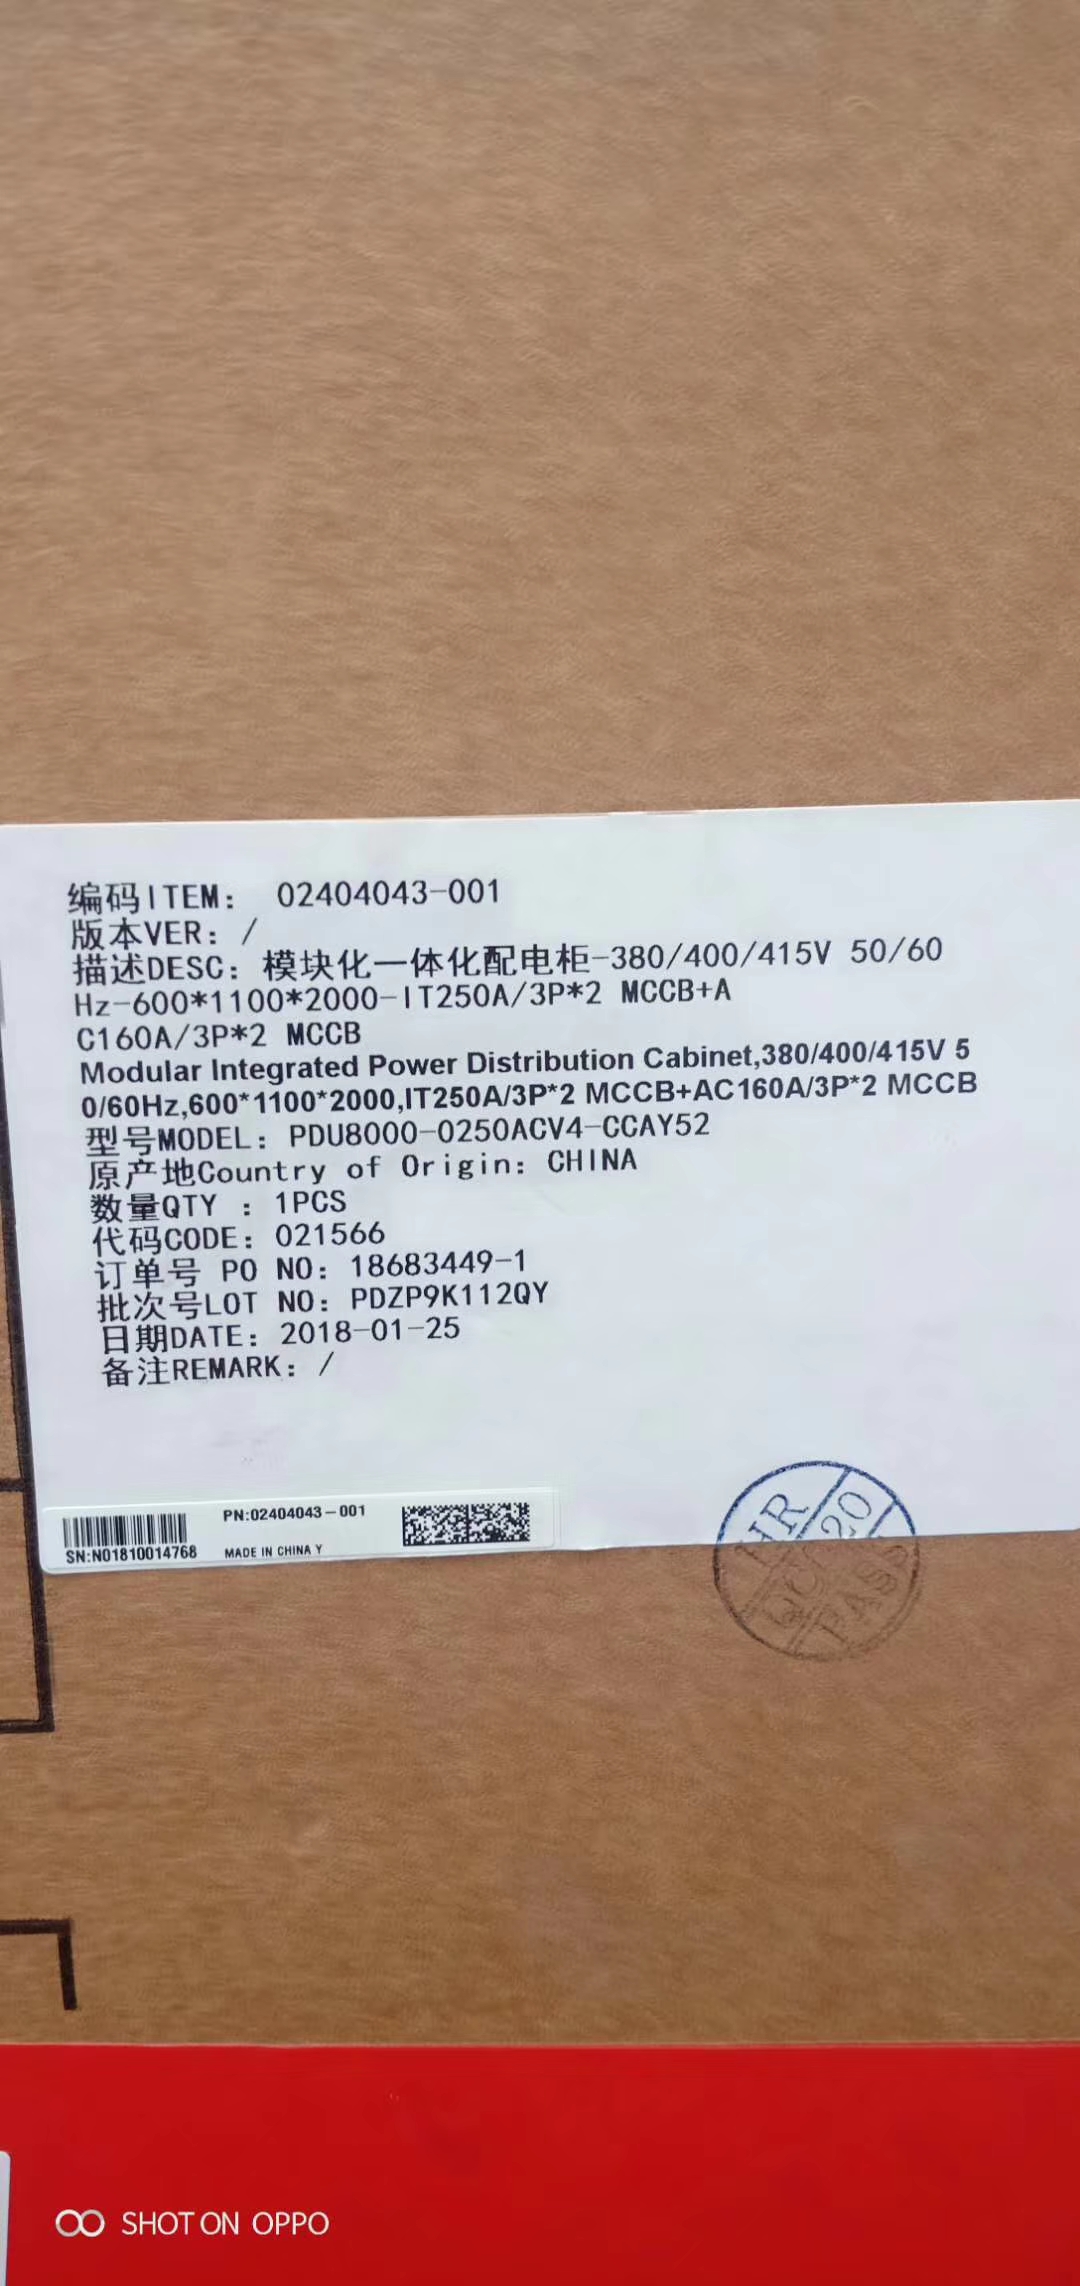 编码ITEM: 02404043-001
版本VER: /
描述DESC: 模块化一体化配电柜-380/400/415V 50/60
Hz-600*1100*2000-IT250A/3P*2 MCCB+A
C160A/3P*2 MCCB
Modular Integrated Power Distribution Cabinet,380/400/415V 5
0/60Hz,600*1100*2000,IT250A/3P*2 MCCB+AC160A/3P*2 MCCB
型号MODEL: PDU8000-0250ACV4-CCAY52
原产地Country of Origin: CHINA
数量QTY : 1PCS
代码CODE: 021566
订单号 PO NO: 18683449-1
批次号LOT NO: PDZP9K112QY
日期DATE: 2018-01-25
备注REMARK: /
PN:02404043-001
SN:N01810014768
MADE IN CHINA Y
HR
20
QC
PASS
SHOT ON OPPO